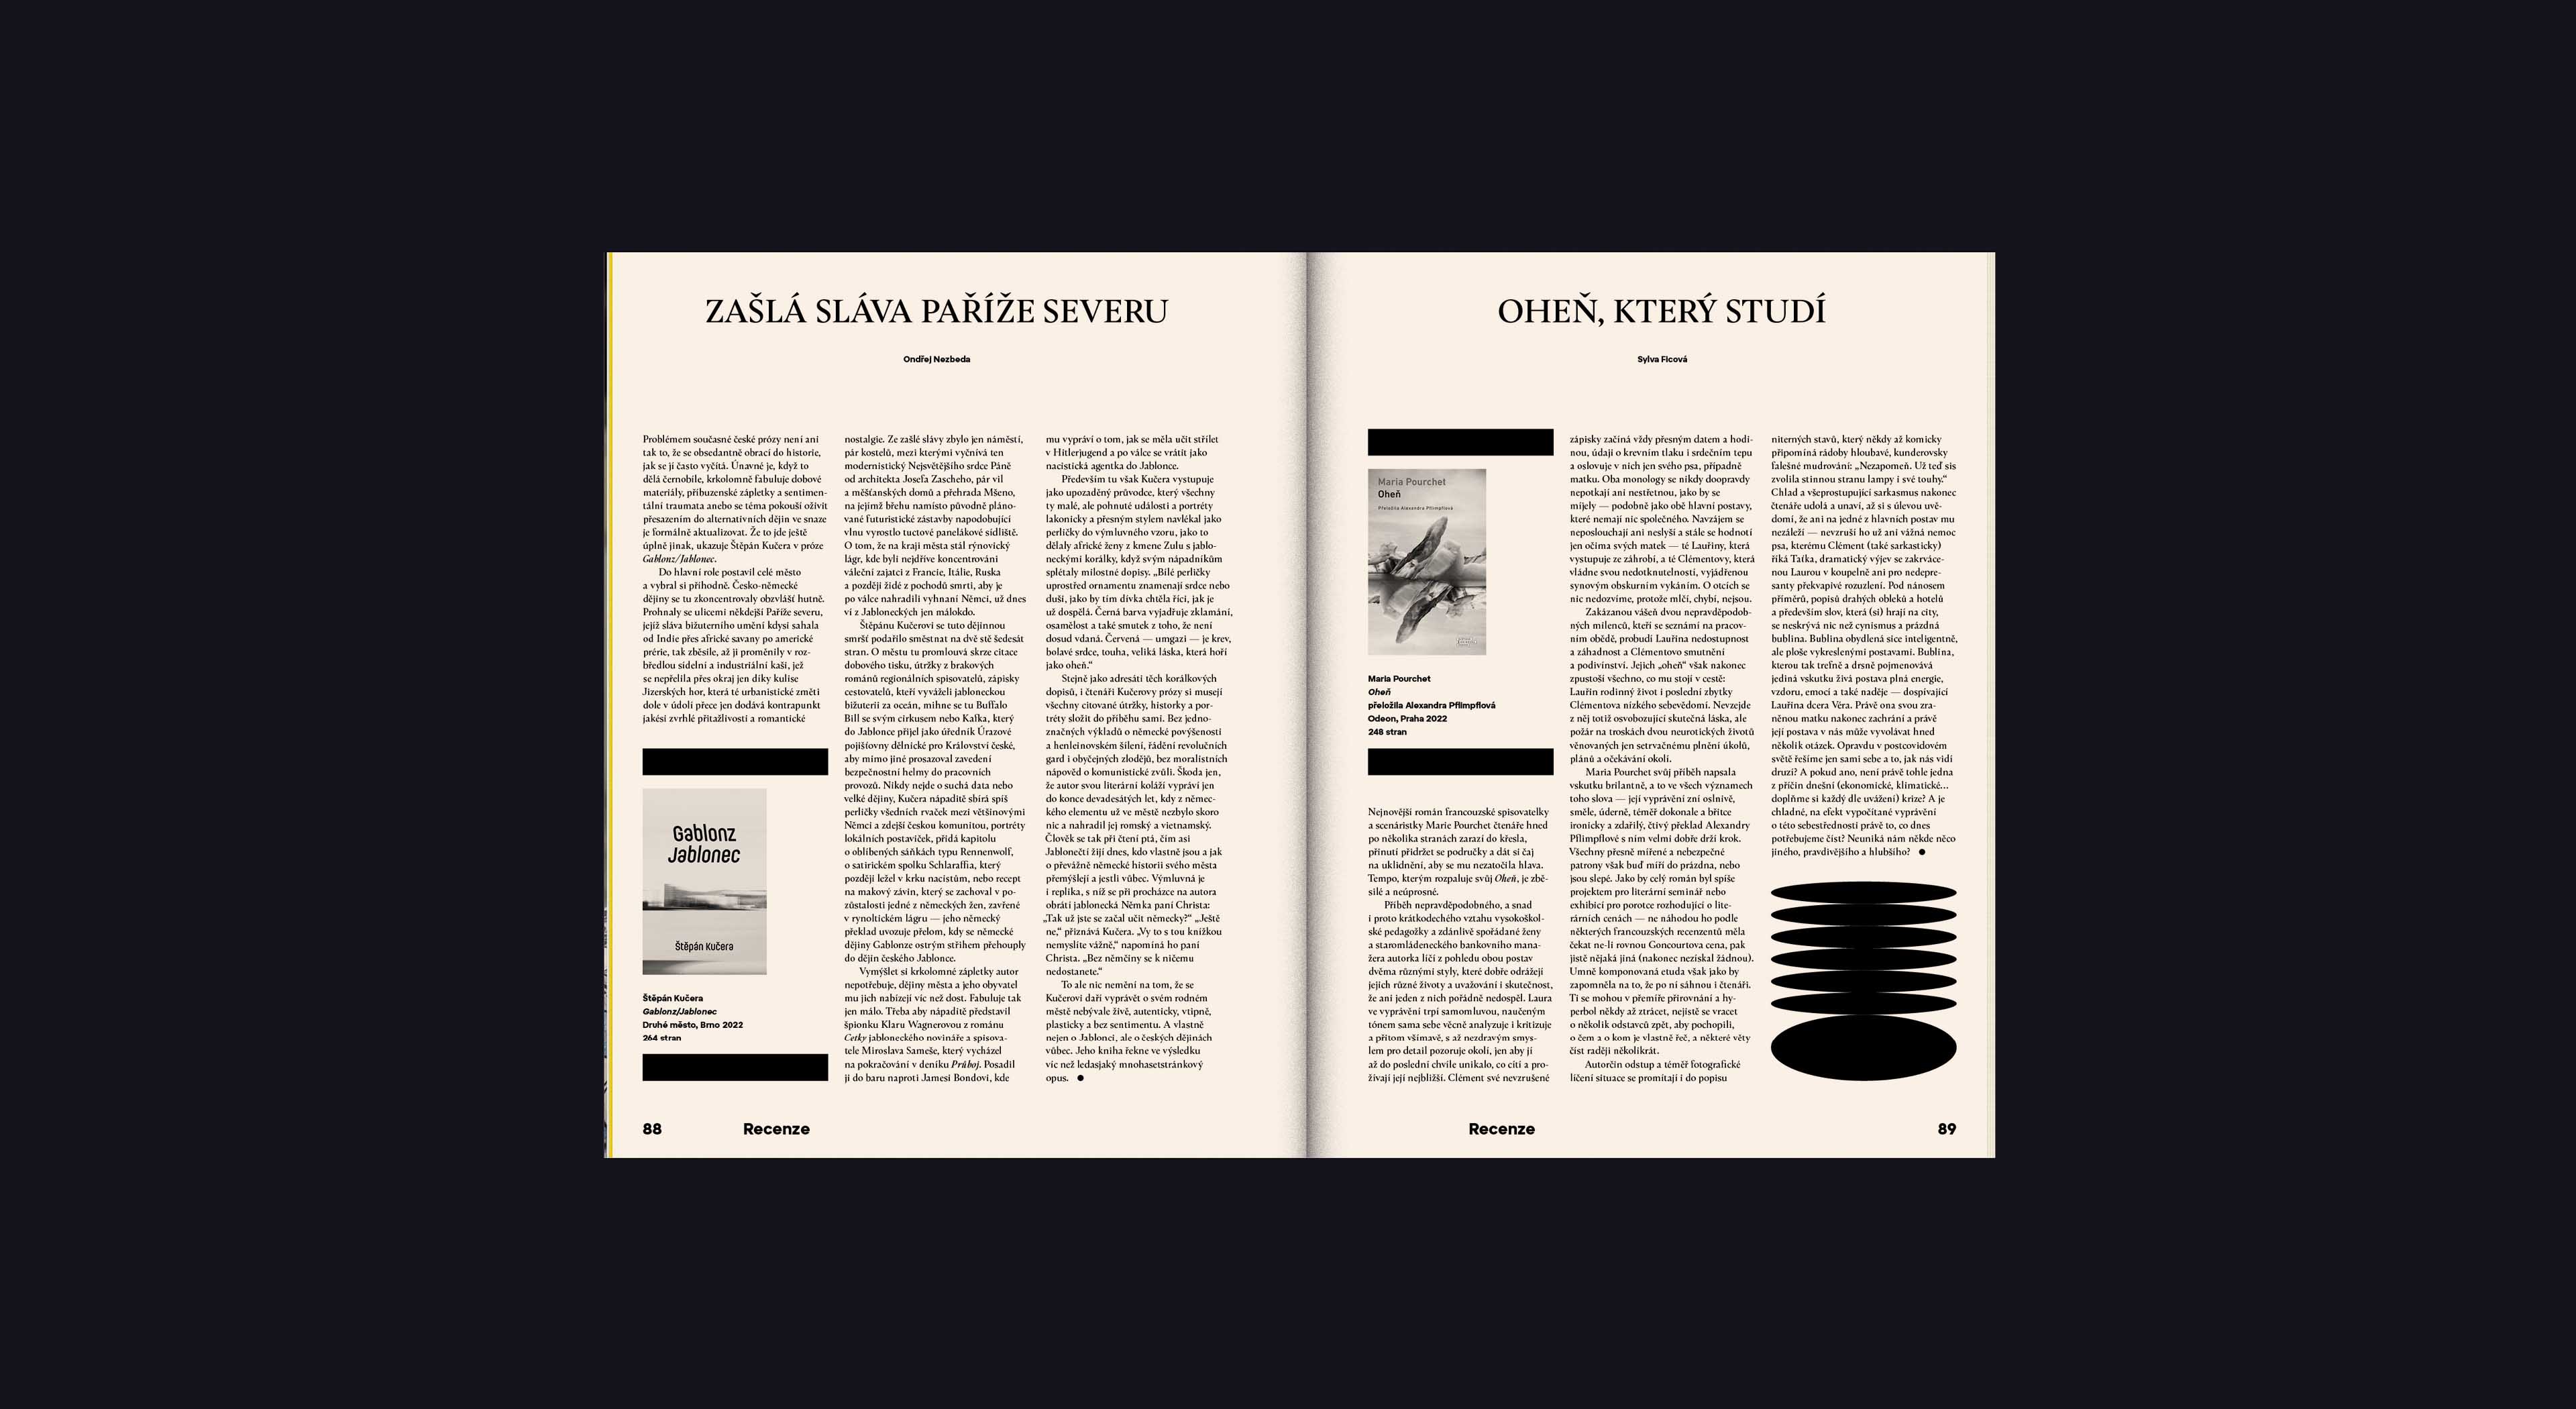 ZAŠLÁ SLÁVA PAŘÍŽE SEVERU
Ondřej Nezbeda
Problémem současné české prózy není ani
tak to, že se obsedantně obrací do historie,
jak se jí často vyčítá. Únavné je, když to
dělá černobíle, krkolomně fabuluje dobové
materiály, příbuzenské zápletky a sentimen-
tální traumata anebo se téma pokouší oživit
přesazením do alternativních dějin ve snaze
je formálně aktualizovat. Že to jde ještě
úplně jinak, ukazuje Štěpán Kučera v próze
Gablonz/Jablonec.
Do hlavní role postavil celé město
a vybral si příhodně. Česko-německé
dějiny se tu zkoncentrovaly obzvlášť hutně.
Prohnaly se ulicemi někdejší Paříže severu,
jejíž sláva bižuterního umění kdysi sahala
od Indie přes africké savany po americké
prérie, tak zběsile, až ji proměnily v roz-
bředlou sídelní a industriální kaši, jež
se nepřelila přes okraj jen díky kulise
Jizerských hor, která té urbanistické změti
dole v údolí přece jen dodává kontrapunkt
jakési zvrhlé přitažlivosti a romantické
Gablonz
Jablonec
Štěpán Kučera
Štěpán Kučera
Gablonz/Jablonec
Druhé město, Brno 2022
264 stran
nostalgie. Ze zašlé slávy zbylo jen náměstí,
pár kostelů, mezi kterými vyčnívá ten
modernistický Nejsvětějšího srdce Páně
od architekta Josefa Zascheho, pár vil
a měšťanských domů a přehrada Mšeno,
na jejímž břehu namísto původně pláno-
vané futuristické zástavby napodobující
vlnu vyrostlo tuctové panelákové sídliště.
O tom, že na kraji města stál rýnovický
lágr, kde byli nejdříve koncentrováni
váleční zajatci z Francie, Itálie, Ruska
a později židé z pochodů smrti, aby je
po válce nahradili vyhnaní Němci, už dnes
ví z Jabloneckých jen málokdo.
Štěpánu Kučerovi se tuto dějinnou
smršť podařilo směstnat na dvě stě šedesát
stran. O městu tu promlouvá skrze citace
dobového tisku, útržky z brakových
románů regionálních spisovatelů, zápisky
cestovatelů, kteří vyváželi jabloneckou
bižuterii za oceán, mihne se tu Buffalo
Bill se svým cirkusem nebo Kafka, který
do Jablonce přijel jako úředník Úrazové
pojišťovny dělnické pro Království české,
aby mimo jiné prosazoval zavedení
bezpečnostní helmy do pracovních
provozů. Nikdy nejde o suchá data nebo
velké dějiny, Kučera nápaditě sbírá spíš
perličky všedních rvaček mezi většinovými
Němci a zdejší českou komunitou, portréty
lokálních postaviček, přidá kapitolu
o oblíbených sáňkách typu Rennenwolf,
o satirickém spolku Schlaraffia, který
později ležel v krku nacistům, nebo recept
na makový závin, který se zachoval v po-
zůstalosti jedné z německých žen, zavřené
v rynoltickém lágru — jeho německý
překlad uvozuje přelom, kdy se německé
dějiny Gablonze ostrým střihem přehouply
do dějin českého Jablonce.
Vymýšlet si krkolomné zápletky autor
nepotřebuje, dějiny města a jeho obyvatel
mu jich nabízejí víc než dost. Fabuluje tak
jen málo. Třeba aby nápaditě představil
špionku Klaru Wagnerovou z románu
Cetky jabloneckého novináře a spisova-
tele Miroslava Sameše, který vycházel
na pokračování v deníku Průboj. Posadil
ji do baru naproti Jamesi Bondovi, kde
mu vypráví o tom, jak se měla učit střílet
v Hitlerjugend a po válce se vrátit jako
nacistická agentka do Jablonce.
Především tu však Kučera vystupuje
jako upozaděný průvodce, který všechny
ty malé, ale pohnuté události a portréty
lakonicky a přesným stylem navlékal jako
perličky do výmluvného vzoru, jako to
dělaly africké ženy z kmene Zulu s jablo-
neckými korálky, když svým nápadníkům
splétaly milostné dopisy. „Bílé perličky
uprostřed ornamentu znamenají srdce nebo
duši, jako by tím dívka chtěla říci, jak je
už dospělá. Černá barva vyjadřuje zklamání,
osamělost a také smutek z toho, že není
dosud vdaná. Červená — umgazi — je krev,
bolavé srdce, touha, veliká láska, která hoří
jako oheň.“
Stejně jako adresáti těch korálkových
dopisů, i čtenáři Kučerovy prózy si musejí
všechny citované útržky, historky a por-
tréty složit do příběhu sami. Bez jedno-
značných výkladů o německé povýšenosti
a henleinovském šílení, řádění revolučních
gard i obyčejných zlodějů, bez moralistních
nápověd o komunistické zvůli. Škoda jen,
že autor svou literární koláží vypráví jen
do konce devadesátých let, kdy z němec-
kého elementu už ve městě nezbylo skoro
nic a nahradil jej romský a vietnamský.
Člověk se tak při čtení ptá, čím asi
Jablonečtí žijí dnes, kdo vlastně jsou a jak
o převážně německé historii svého města
přemýšlejí a jestli vůbec. Výmluvná je
i replika, s níž se při procházce na autora
obrátí jablonecká Němka paní Christa:
„Tak už jste se začal učit německy?“ „Ještě
ne,“ přiznává Kučera. „Vy to s tou knížkou
nemyslíte vážně,“ napomíná ho paní
Christa. „Bez němčiny se k ničemu
nedostanete.“
To ale nic nemění na tom, že se
Kučerovi daří vyprávět o svém rodném
městě nebývale živě, autenticky, vtipně,
plasticky a bez sentimentu. A vlastně
nejen o Jablonci, ale o českých dějinách
vůbec. Jeho kniha řekne ve výsledku
víc než ledasjaký mnohasetstránkový
opus. ●
88
Recenze
OHEŇ, KTERÝ STUDÍ
Sylva Ficová
Maria Pourchet
Oheň
Přeložila Alexandra Pflimpflová
Maria Pourchet
Oheň
přeložila Alexandra Pflimpflová
Odeon, Praha 2022
248 stran
Nejnovější román francouzské spisovatelky
a scenáristky Marie Pourchet čtenáře hned
po několika stranách zarazí do křesla,
přinutí přidržet se područky a dát si čaj
na uklidnění, aby se mu nezatočila hlava.
Tempo, kterým rozpaluje svůj Oheň, je zbě-
silé a neúprosné.
Příběh nepravděpodobného, a snad
i proto krátkodechého vztahu vysokoškol-
ské pedagožky a zdánlivě spořádané ženy
a staromládeneckého bankovního mana-
žera autorka líčí z pohledu obou postav
dvěma různými styly, které dobře odrážejí
jejich různé životy a uvažování i skutečnost,
že ani jeden z nich pořádně nedospěl. Laura
ve vyprávění trpí samomluvou, naučeným
tónem sama sebe věcně analyzuje i kritizuje
a přitom všímavě, s až nezdravým smys-
lem pro detail pozoruje okolí, jen aby jí
až do poslední chvíle unikalo, co cítí a pro-
žívají její nejbližší. Clément své nevzrušené
zápisky začíná vždy přesným datem a hodi-
nou, údaji o krevním tlaku i srdečním tepu
a oslovuje v nich jen svého psa, případně
matku. Oba monology se nikdy doopravdy
nepotkají ani nestřetnou, jako by se
míjely — podobně jako obě hlavní postavy,
které nemají nic společného. Navzájem se
neposlouchají ani neslyší a stále se hodnotí
jen očima svých matek — té Lauřiny, která
vystupuje ze záhrobí, a té Clémentovy, která
vládne svou nedotknutelností, vyjádřenou
synovým obskurním vykáním. O otcích se
nic nedozvíme, protože mlčí, chybí, nejsou.
Zakázanou vášeň dvou nepravděpodob-
ných milenců, kteří se seznámí na pracov-
ním obědě, probudí Lauřina nedostupnost
a záhadnost a Clémentovo smutnění
a podivínství. Jejich „oheň“ však nakonec
zpustoší všechno, co mu stojí v cestě:
Lauřin rodinný život i poslední zbytky
Clémentova nízkého sebevědomí. Nevzejde
z něj totiž osvobozující skutečná láska, ale
požár na troskách dvou neurotických životů
věnovaných jen setrvačnému plnění úkolů,
plánů a očekávání okolí.
Maria Pourchet svůj příběh napsala
vskutku brilantně, a to ve všech významech
toho slova — její vyprávění zní oslnivě,
směle, úderně, téměř dokonale a břitce
ironicky a zdařilý, čtivý překlad Alexandry
Pflimpflové s ním velmi dobře drží krok.
Všechny přesně mířené a nebezpečné
patrony však buď míří do prázdna, nebo
jsou slepé. Jako by celý román byl spíše
projektem pro literární seminář nebo
exhibicí pro porotce rozhodující o lite-
rárních cenách — ne náhodou ho podle
některých francouzských recenzentů měla
čekat ne-li rovnou Goncourtova cena, pak
jistě nějaká jiná (nakonec nezískal žádnou).
Umně komponovaná etuda však jako by
zapomněla na to, že po ní sáhnou i čtenáři.
Ti se mohou v přemíře přirovnání a hy-
perbol někdy až ztrácet, nejistě se vracet
o několik odstavců zpět, aby pochopili,
o čem a o kom je vlastně řeč, a některé věty
číst raději několikrát.
Autorčin odstup a téměř fotografické
líčení situace se promítají i do popisu
niterných stavů, který někdy až komicky
připomíná rádoby hloubavé, kunderovsky
falešné mudrování: „Nezapomeň. Už teď sis
zvolila stinnou stranu lampy i své touhy.“
Chlad a všeprostupující sarkasmus nakonec
čtenáře udolá a unaví, až si s úlevou uvě-
domí, že ani na jedné z hlavních postav mu
nezáleží — nevzruší ho už ani vážná nemoc
psa, kterému Clément (také sarkasticky)
říká Taťka, dramatický výjev se zakrváce-
nou Laurou v koupelně ani pro nedepre-
santy překvapivé rozuzlení. Pod nánosem
příměrů, popisů drahých obleků a hotelů
a především slov, která (si) hrají na city,
se neskrývá nic než cynismus a prázdná
bublina. Bublina obydlená sice inteligentně,
ale ploše vykreslenými postavami. Bublina,
kterou tak trefně a drsně pojmenovává
jediná vskutku živá postava plná energie,
vzdoru, emocí a také naděje — dospívající
Lauřina dcera Véra. Právě ona svou zra-
něnou matku nakonec zachrání a právě
její postava v nás může vyvolávat hned
několik otázek. Opravdu v postcovidovém
světě řešíme jen sami sebe a to, jak nás vidí
druzí? A pokud ano, není právě tohle jedna
z příčin dnešní (ekonomické, klimatické…
doplňme si každý dle uvážení) krize? A je
chladné, na efekt vypočítané vyprávění
o této sebestřednosti právě to, co dnes
potřebujeme číst? Neuniká nám někde něco
jiného, pravdivějšího a hlubšího? ●
Recenze
89